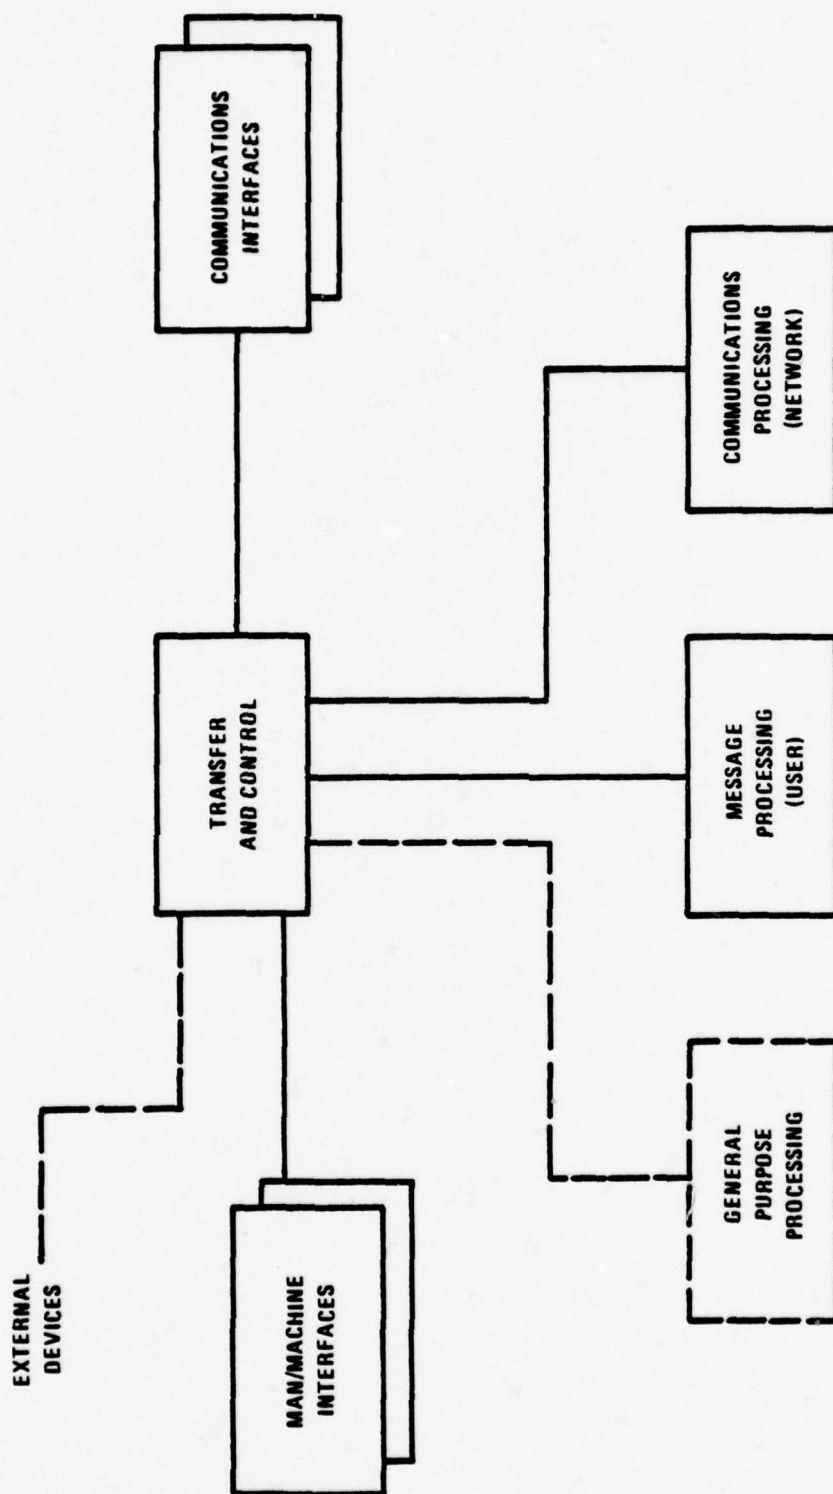 EXTERNAL
DEVICES
MAN/MACHINE
INTERFACES
TRANSFER
AND CONTROL
COMMUNICATIONS
INTERFACES
GENERAL
PURPOSE
PROCESSING
MESSAGE
PROCESSING
(USER)
COMMUNICATIONS
PROCESSING
(NETWORK)